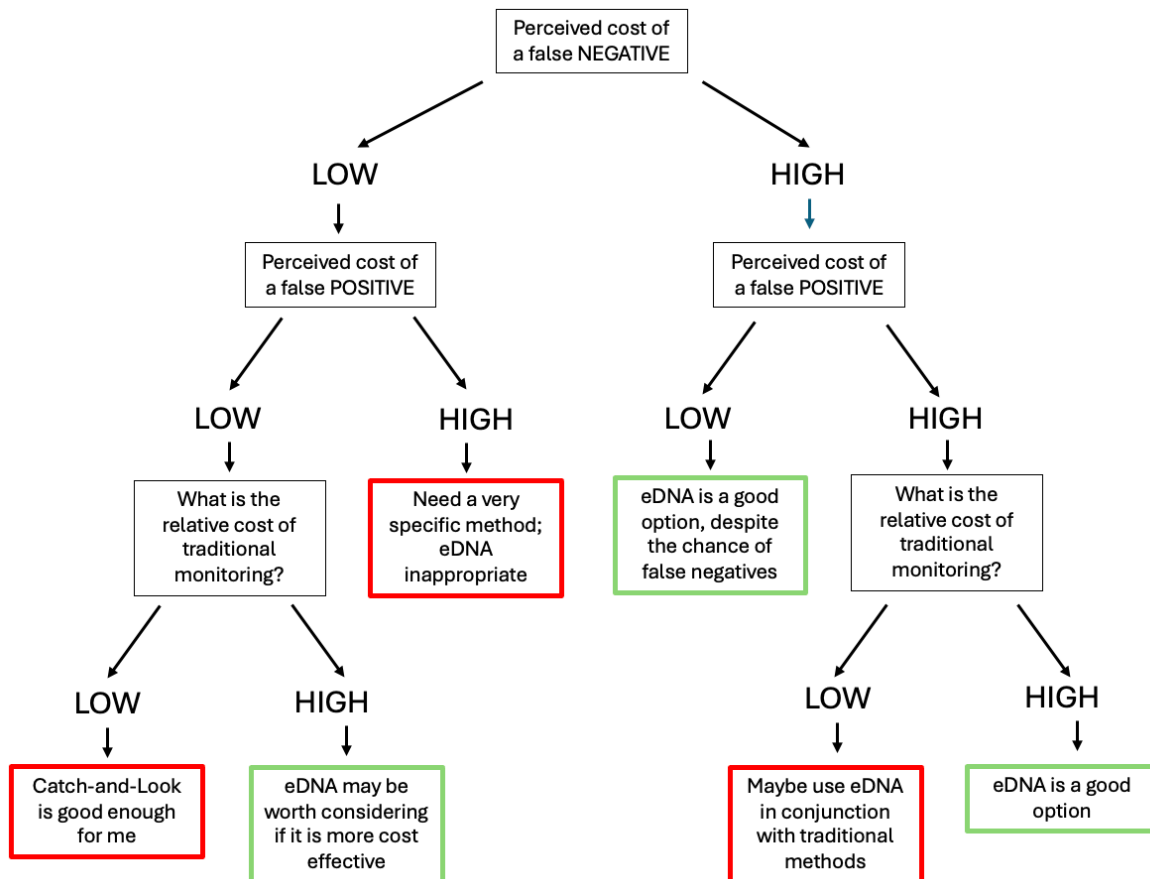 Perceived cost of
a false NEGATIVE
LOW
HIGH
Perceived cost of
a false POSITIVE
Perceived cost of
a false POSITIVE
LOW
HIGH
LOW
HIGH
What is the
relative cost of
traditional
monitoring?
Need a very
specific method;
eDNA
inappropriate
eDNA is a good
option, despite
the chance of
false negatives
What is the
relative cost of
traditional
monitoring?
LOW
HIGH
LOW
HIGH
Catch-and-Look
is good enough
for me
eDNA may be
worth considering
if it is more cost
effective
Maybe use eDNA
in conjunction
with traditional
methods
eDNA is a good
option